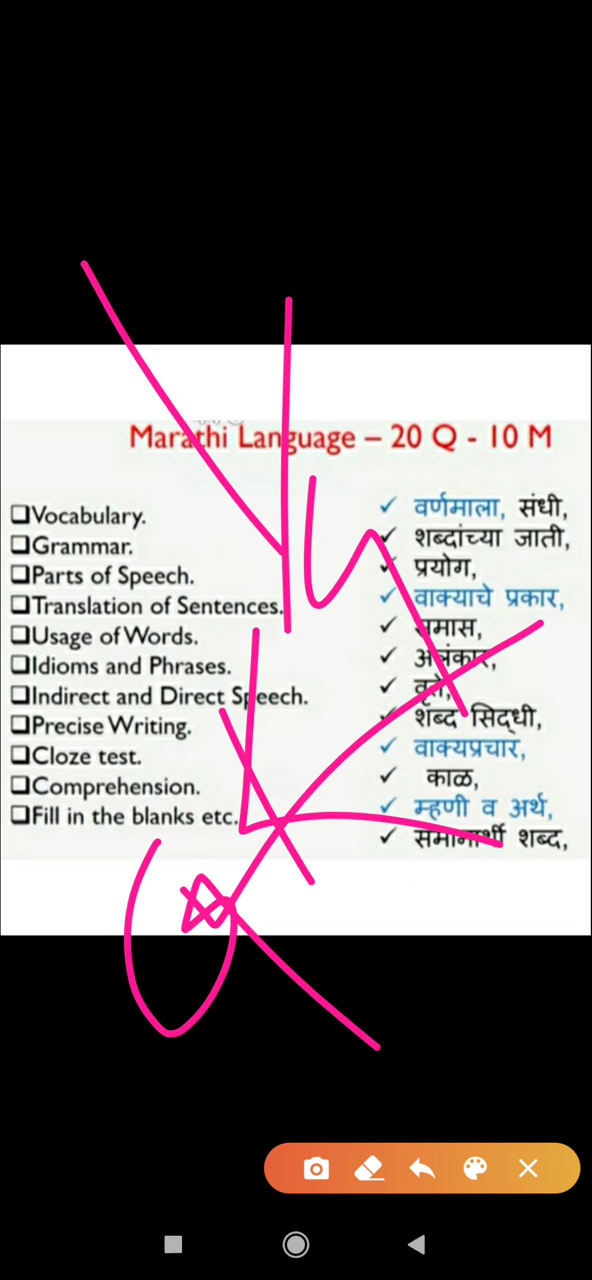 Marathi Language – 20 Q - 10 M
❑Vocabulary.
❑Grammar.
❑Parts of Speech.
❑Translation of Sentences.
❑Usage of Words.
❑Idioms and Phrases.
❑Indirect and Direct Speech.
❑Precise Writing.
❑Cloze test.
❑Comprehension.
❑Fill in the blanks etc.
✓ वर्णमाला, संधी,
✓ शब्दांच्या जाती,
✓ प्रयोग,
✓ वाक्याचे प्रकार,
✓ समास,
✓ अलंकार,
✓ वृत्ते,
✓ शब्द सिद्धी,
✓ वाक्यप्रचार,
✓ काळ,
✓ म्हणी व अर्थ,
✓ समानार्थी शब्द,